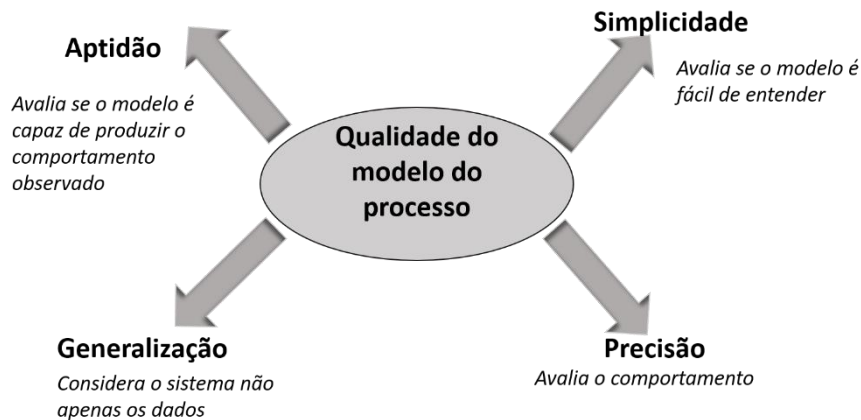 Aptidão
Avalia se o modelo é
capaz de produzir o
comportamento
observado
Simplicidade
Avalia se o modelo é
fácil de entender
Qualidade do
modelo do
processo
Generalização
Considera o sistema não
apenas os dados
Precisão
Avalia o comportamento